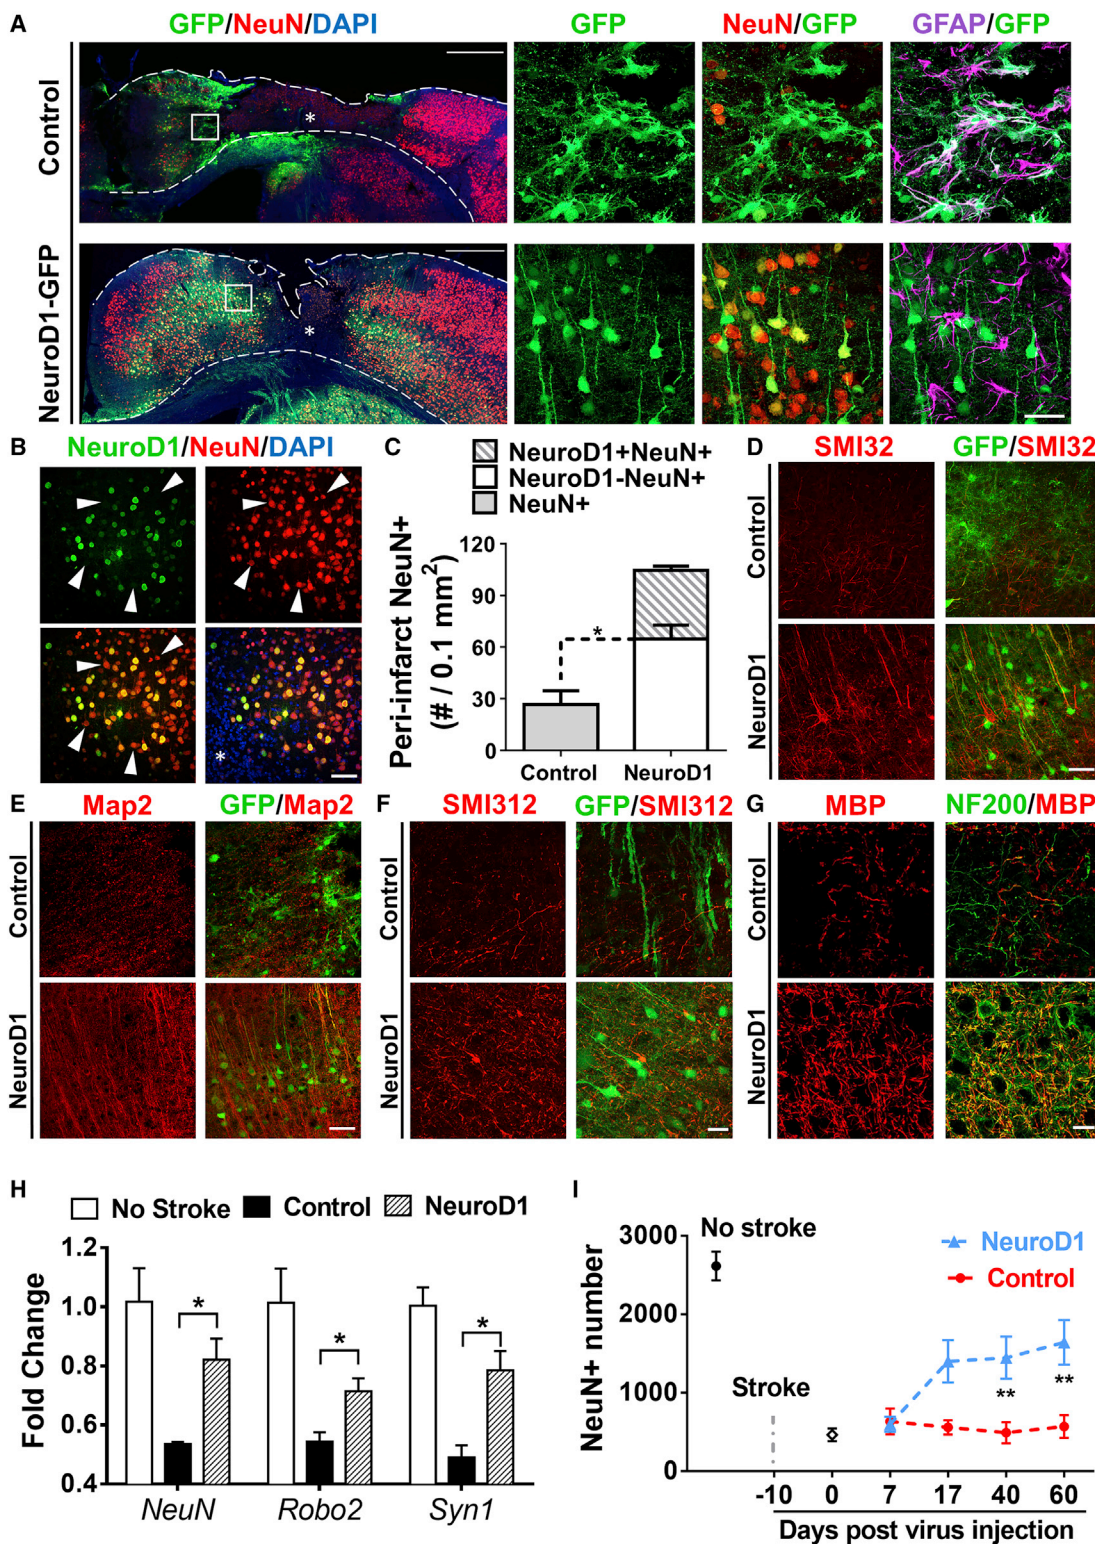 A
GFP/NeuN/DAPI
GFP
NeuN/GFP
GFAP/GFP
Control
*
NeuroD1-GFP
*
B
NeuroD1/NeuN/DAPI
*
C
NeuroD1+NeuN+
NeuroD1-NeuN+
NeuN+
Peri-infarct NeuN+
(# / 0.1 mm²)
120
90
60
30
0
*
Control
NeuroD1
D
SMI32
GFP/SMI32
Control
NeuroD1
E
Map2
GFP/Map2
Control
NeuroD1
F
SMI312
GFP/SMI312
Control
NeuroD1
G
MBP
NF200/MBP
Control
NeuroD1
H
No Stroke
Control
NeuroD1
Fold Change
1.2
1.0
0.8
0.6
0.4
*
*
*
NeuN
Robo2
Syn1
I
NeuN+ number
3000
2000
1000
0
No stroke
NeuroD1
Control
Stroke
**
**
-10 0 7 17 40 60
Days post virus injection